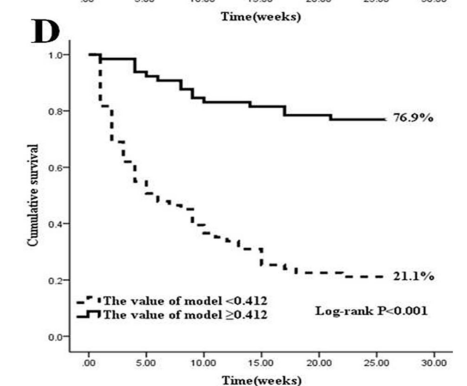 .00 5.00 10.00 15.00 20.00 25.00 30.00
Time(weeks)
D
1.0
0.8
0.6
0.4
0.2
0.0
Cumulative survival
76.9%
21.1%
The value of model <0.412
The value of model ≥0.412
Log-rank P<0.001
.00 5.00 10.00 15.00 20.00 25.00 30.00
Time(weeks)